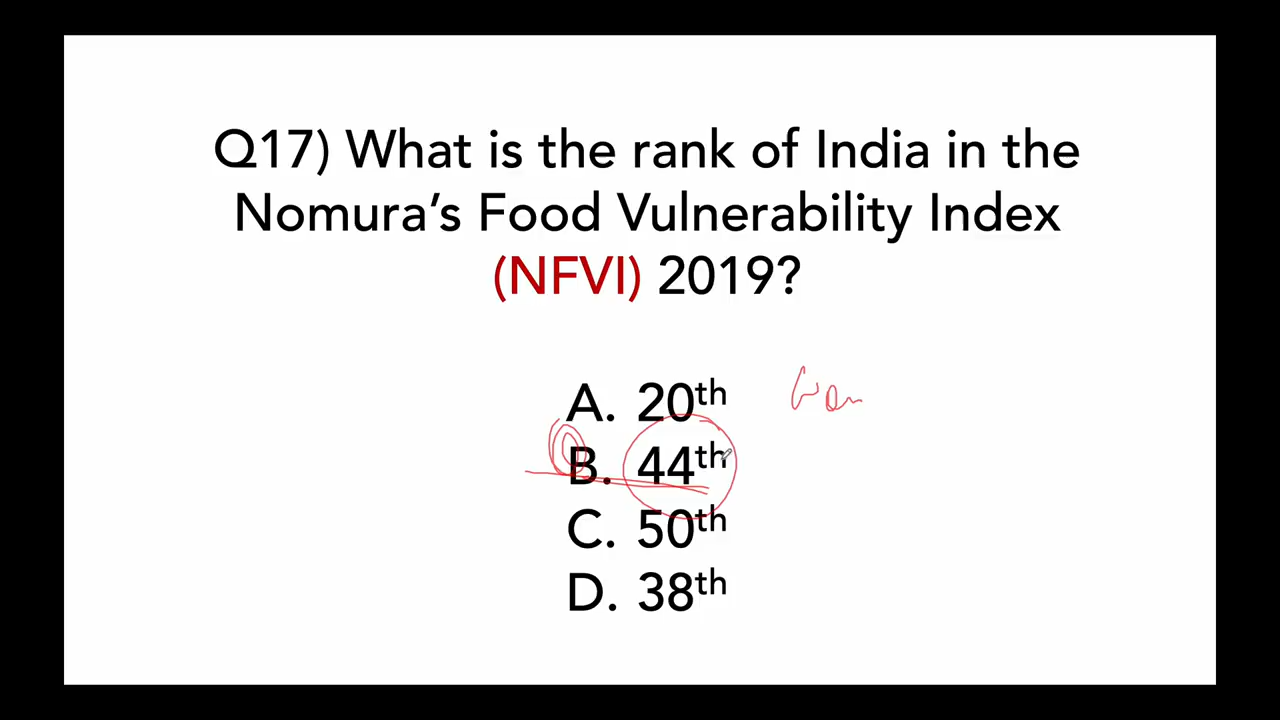 Q17) What is the rank of India in the
Nomura's Food Vulnerability Index
(NFVI) 2019?
A. 20th
B. 44th
C. 50th
D. 38th